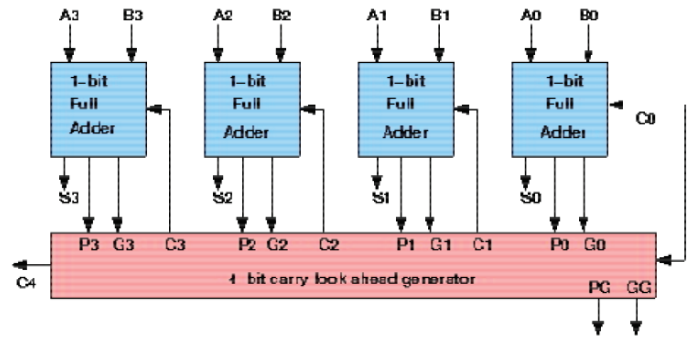 A3 B3 A2 B2 A1 B1 A0 B0
1-bit Full Adder
1-bit Full Adder
1-bit Full Adder
1-bit Full Adder
C0
S3 S2 S1 S0
P3 G3 C3 P2 G2 C2 P1 G1 C1 P0 G0
C4
bit carry look ahead generator
PG GG